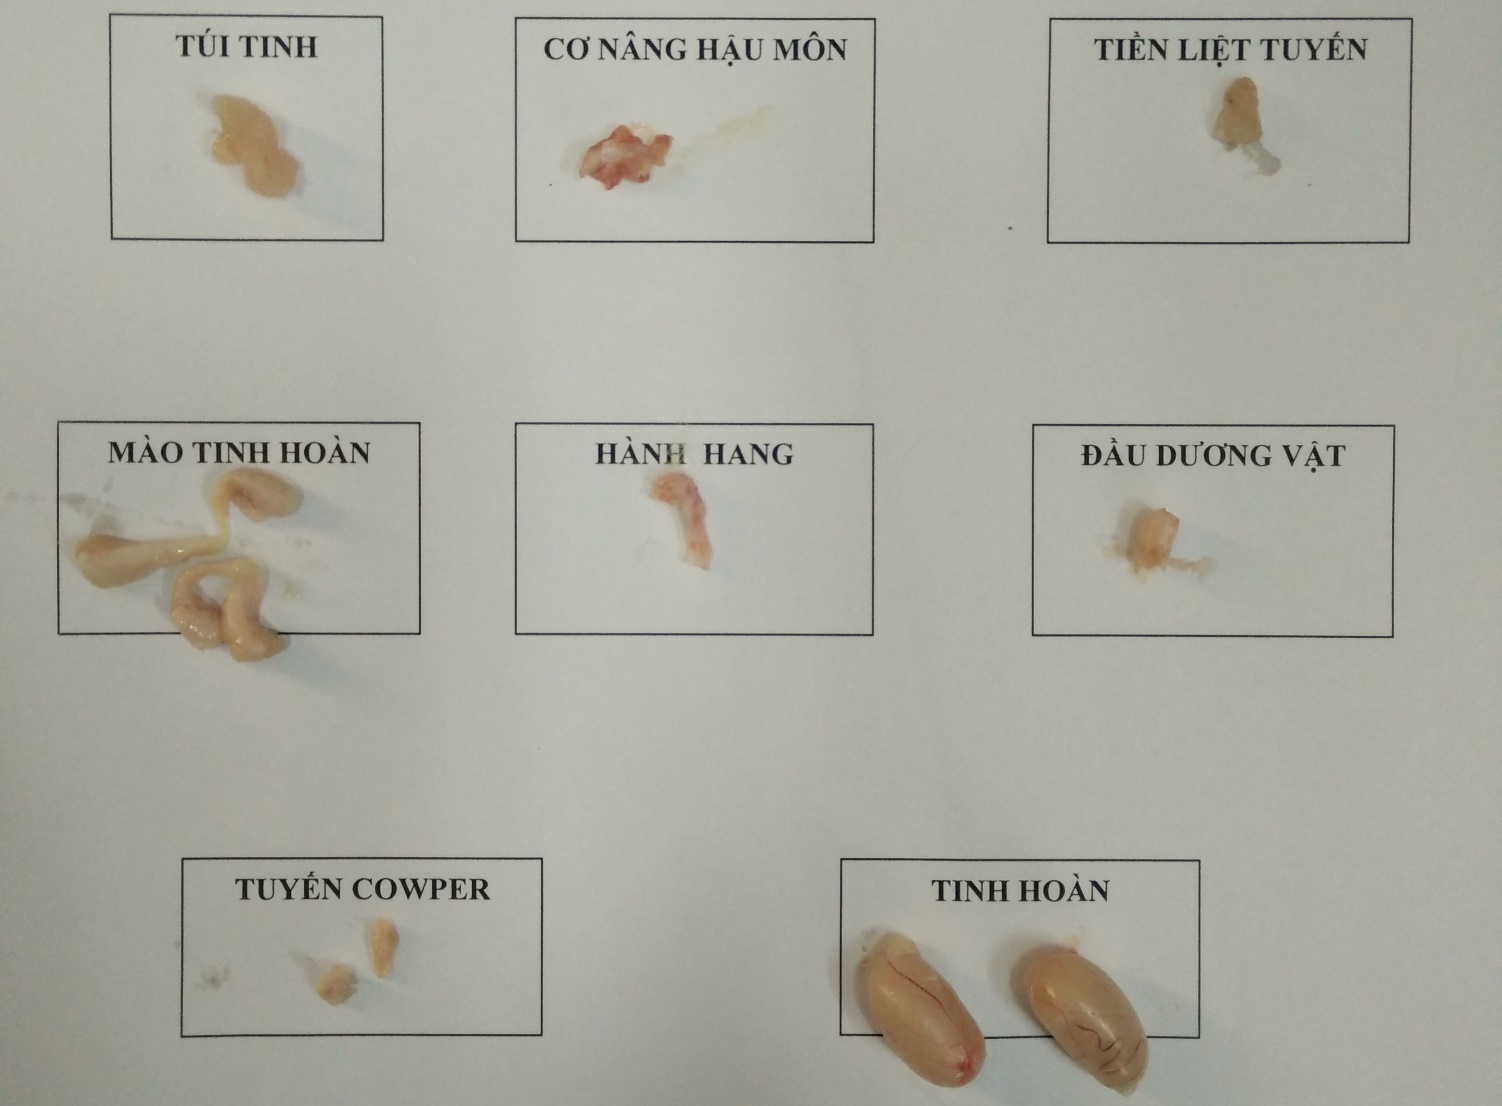 TÚI TINH
CƠ NÂNG HẬU MÔN
TIỀN LIỆT TUYẾN
MÀO TINH HOÀN
HÀNH HANG
ĐẦU DƯƠNG VẬT
TUYẾN COWPER
TINH HOÀN